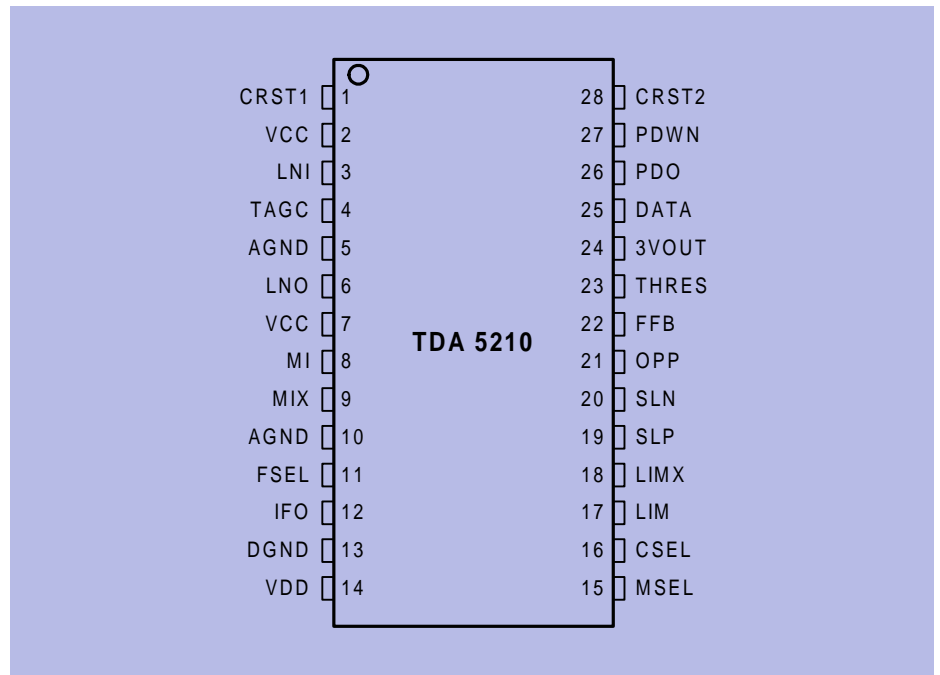 CRST1 1 28 CRST2
VCC 2 27 PDWN
LNI 3 26 PDO
TAGC 4 25 DATA
AGND 5 24 3VOUT
LNO 6 23 THRES
VCC 7 22 FFB
TDA 5210
MI 8 21 OPP
MIX 9 20 SLN
AGND 10 19 SLP
FSEL 11 18 LIMX
IFO 12 17 LIM
DGND 13 16 CSEL
VDD 14 15 MSEL